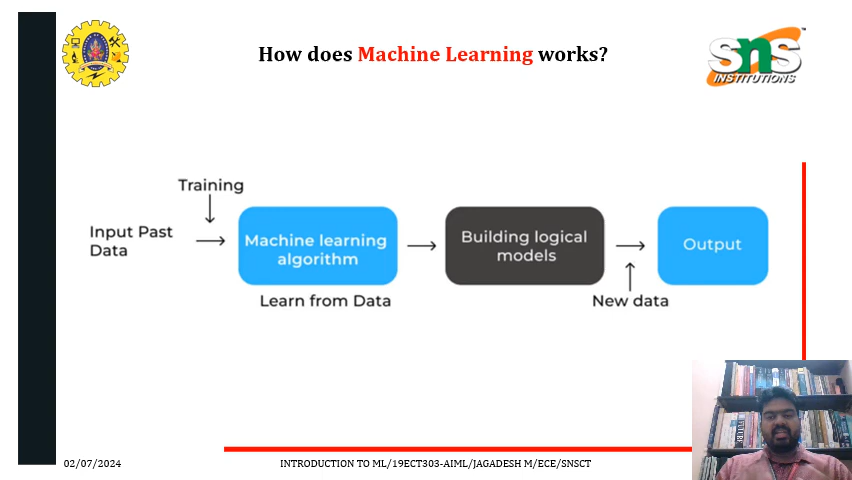 How does Machine Learning works?
SNS
INSTITUTIONS
Training
Input Past
Data
Machine learning
algorithm
Building logical
models
Output
Learn from Data
New data
02/07/2024
INTRODUCTION TO ML/19ECT303-AIML/JAGADESH M/ECE/SNSCT